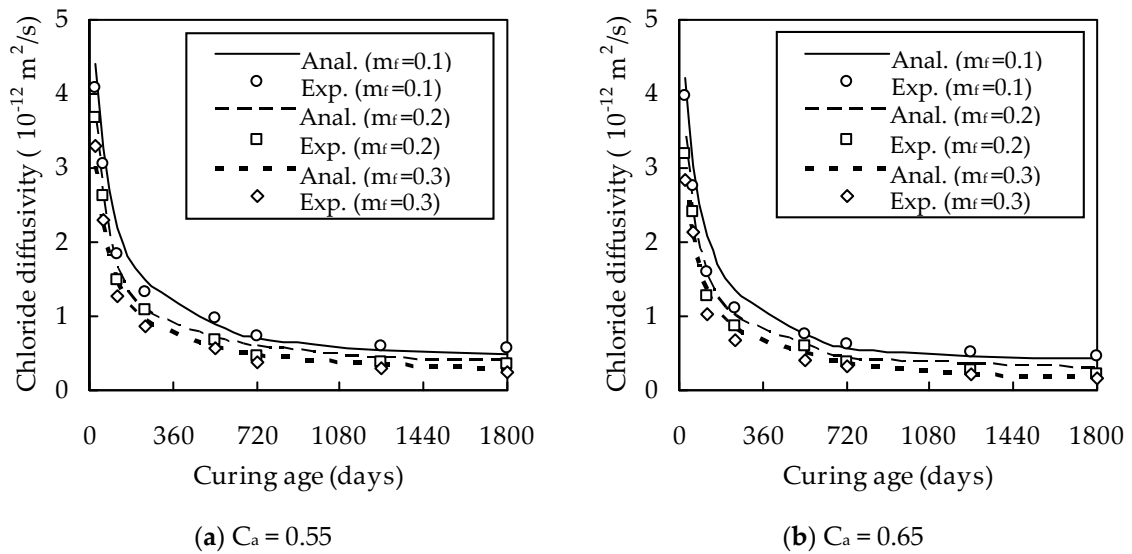 5
4
3
2
1
0
Chloride diffusivity ( 10⁻¹² m²/s)
Anal. (mf=0.1)
Exp. (mf=0.1)
Anal. (mf=0.2)
Exp. (mf=0.2)
Anal. (mf=0.3)
Exp. (mf=0.3)
0 360 720 1080 1440 1800
Curing age (days)
(a) Ca = 0.55
5
4
3
2
1
0
Chloride diffusivity ( 10⁻¹² m²/s)
Anal. (mf=0.1)
Exp. (mf=0.1)
Anal. (mf=0.2)
Exp. (mf=0.2)
Anal. (mf=0.3)
Exp. (mf=0.3)
0 360 720 1080 1440 1800
Curing age (days)
(b) Ca = 0.65